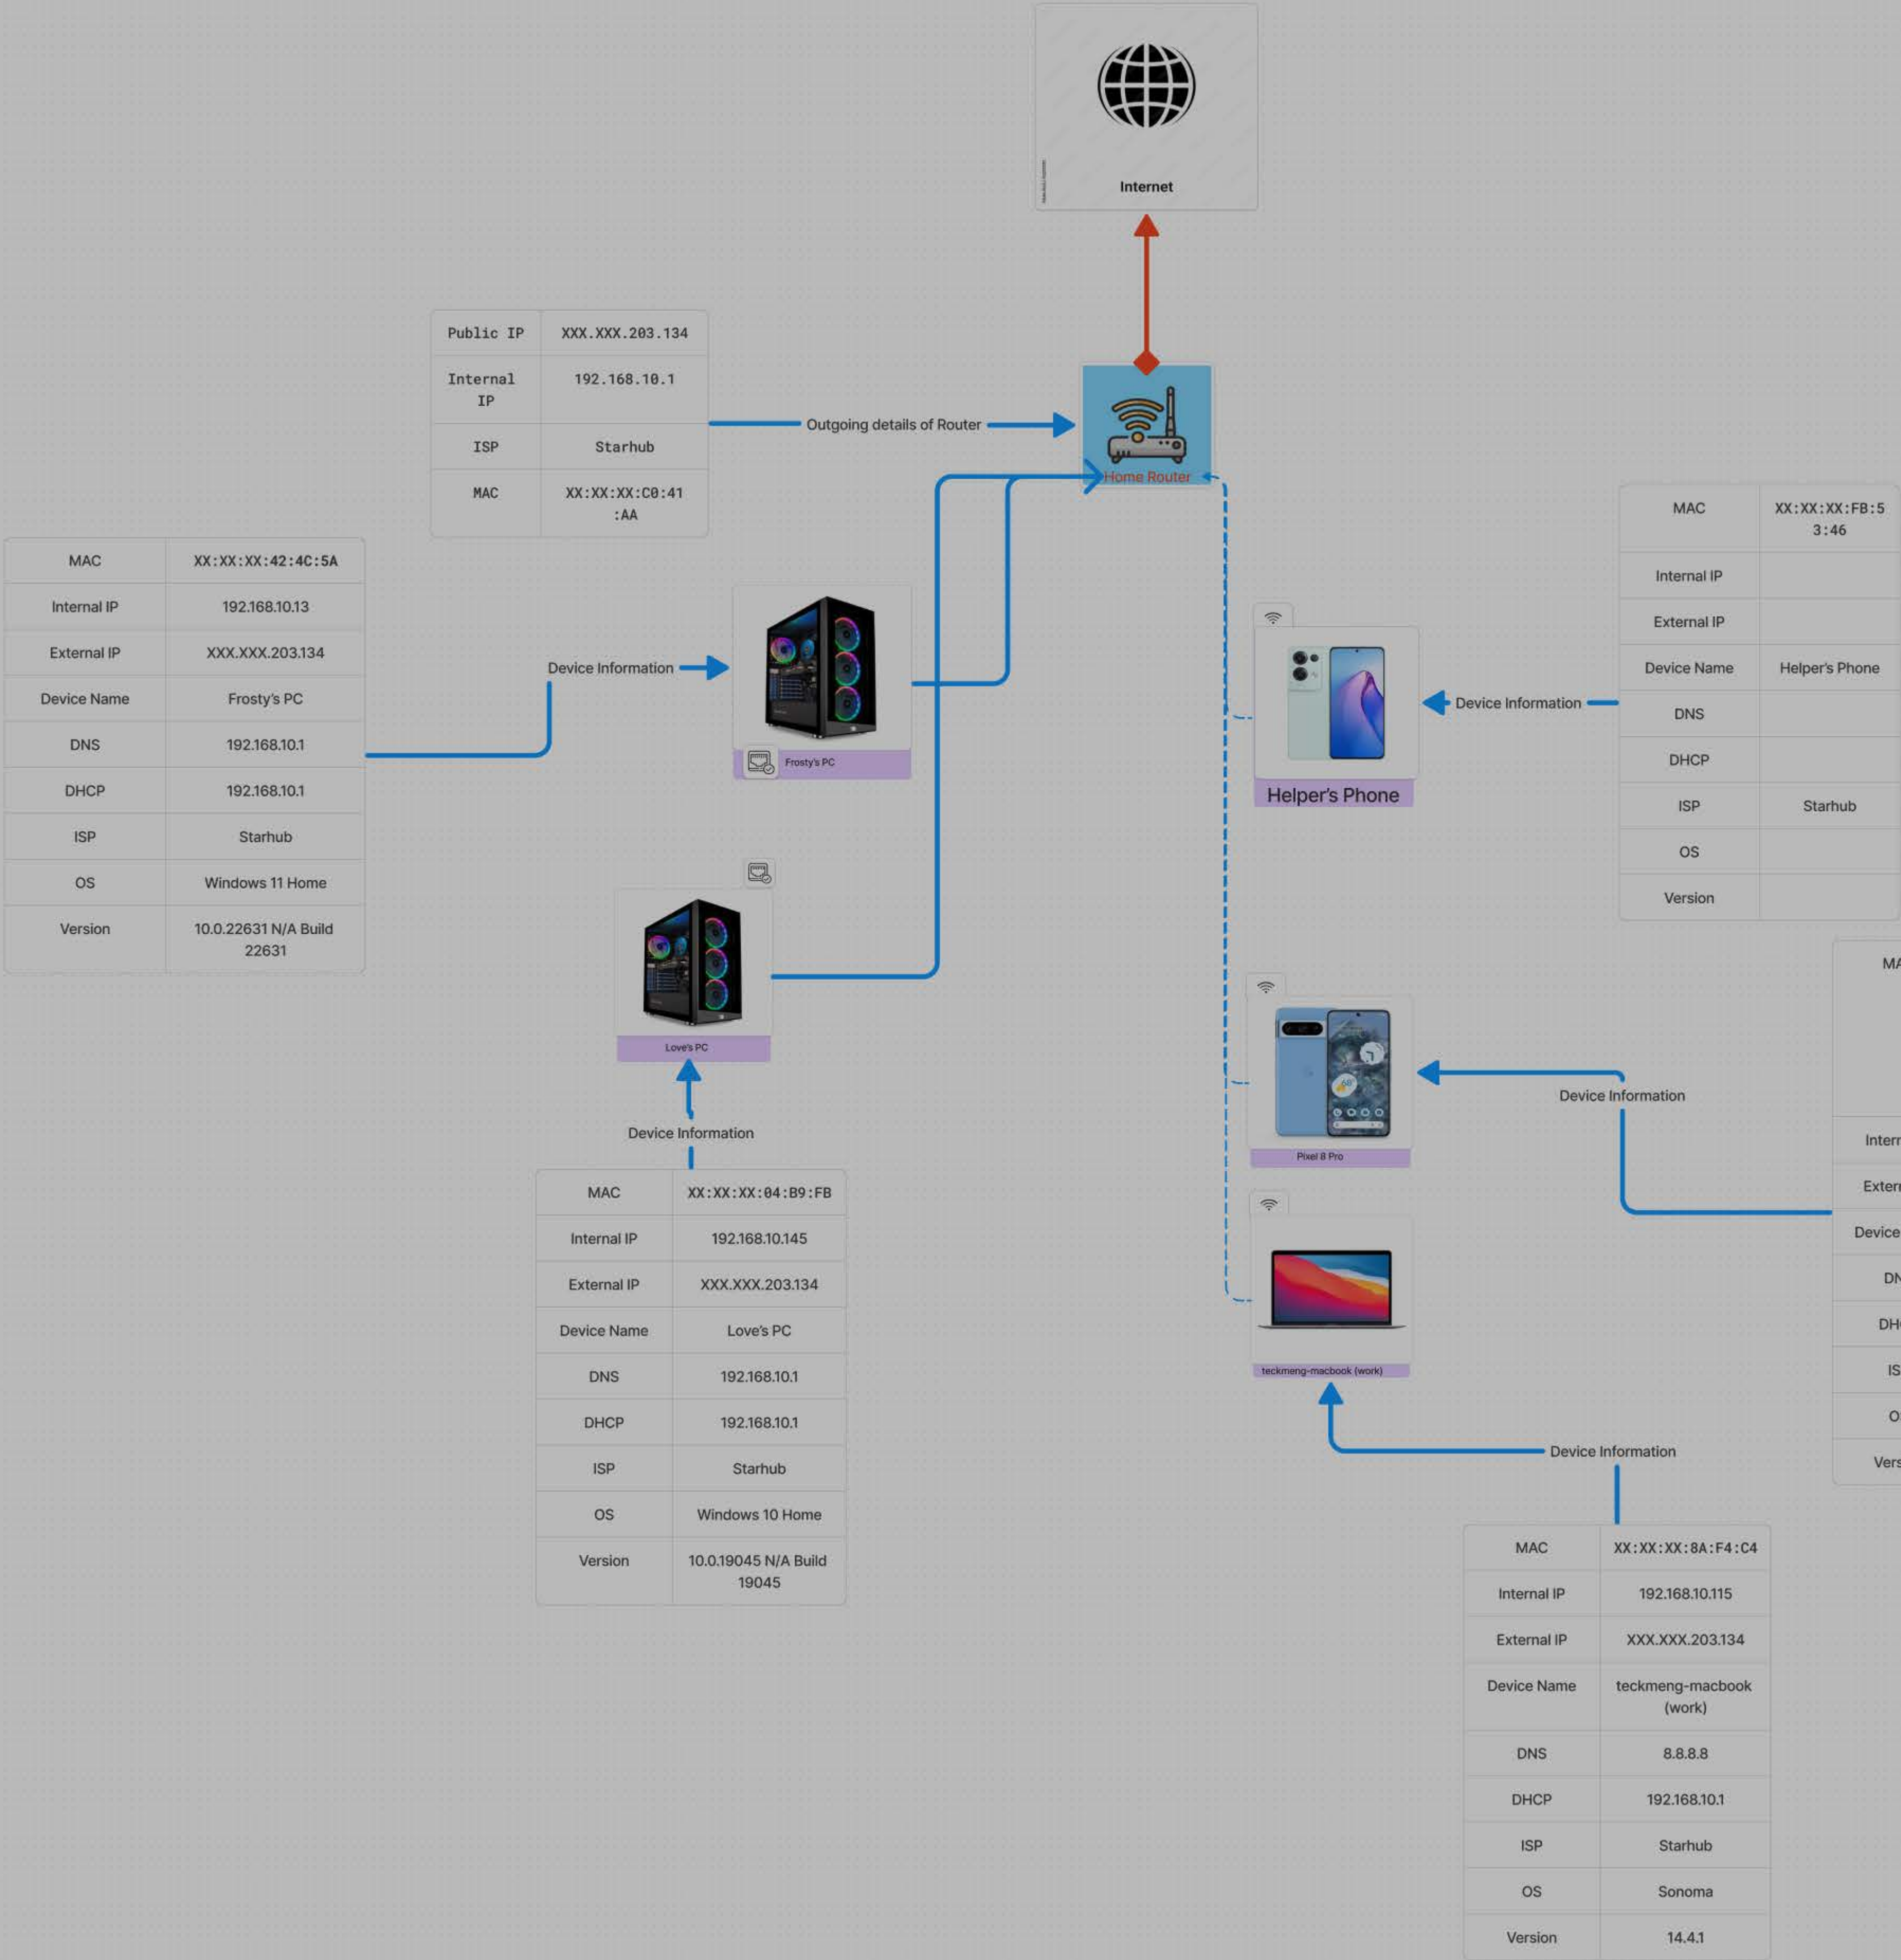 Internet
Public IP XXX.XXX.203.134
Internal 192.168.10.1
IP
ISP Starhub
MAC XX:XX:XX:C0:41
:AA
Outgoing details of Router
Home Router
MAC XX:XX:XX:42:4C:5A
Internal IP 192.168.10.13
External IP XXX.XXX.203.134
Device Name Frosty's PC
DNS 192.168.10.1
DHCP 192.168.10.1
ISP Starhub
OS Windows 11 Home
Version 10.0.22631 N/A Build
22631
Device Information
Frosty's PC
MAC XX:XX:XX:FB:5
3:46
Internal IP
External IP
Device Name Helper's Phone
DNS
DHCP
ISP Starhub
OS
Version
Device Information
Helper's Phone
Love's PC
Device Information
MAC XX:XX:XX:04:B9:FB
Internal IP 192.168.10.145
External IP XXX.XXX.203.134
Device Name Love's PC
DNS 192.168.10.1
DHCP 192.168.10.1
ISP Starhub
OS Windows 10 Home
Version 10.0.19045 N/A Build
19045
68°
Pixel 8 Pro
Device Information
MA
Inter
Exter
Device
DN
DH
IS
O
Vers
teckmeng-macbook (work)
Device Information
MAC XX:XX:XX:8A:F4:C4
Internal IP 192.168.10.115
External IP XXX.XXX.203.134
Device Name teckmeng-macbook
(work)
DNS 8.8.8.8
DHCP 192.168.10.1
ISP Starhub
OS Sonoma
Version 14.4.1